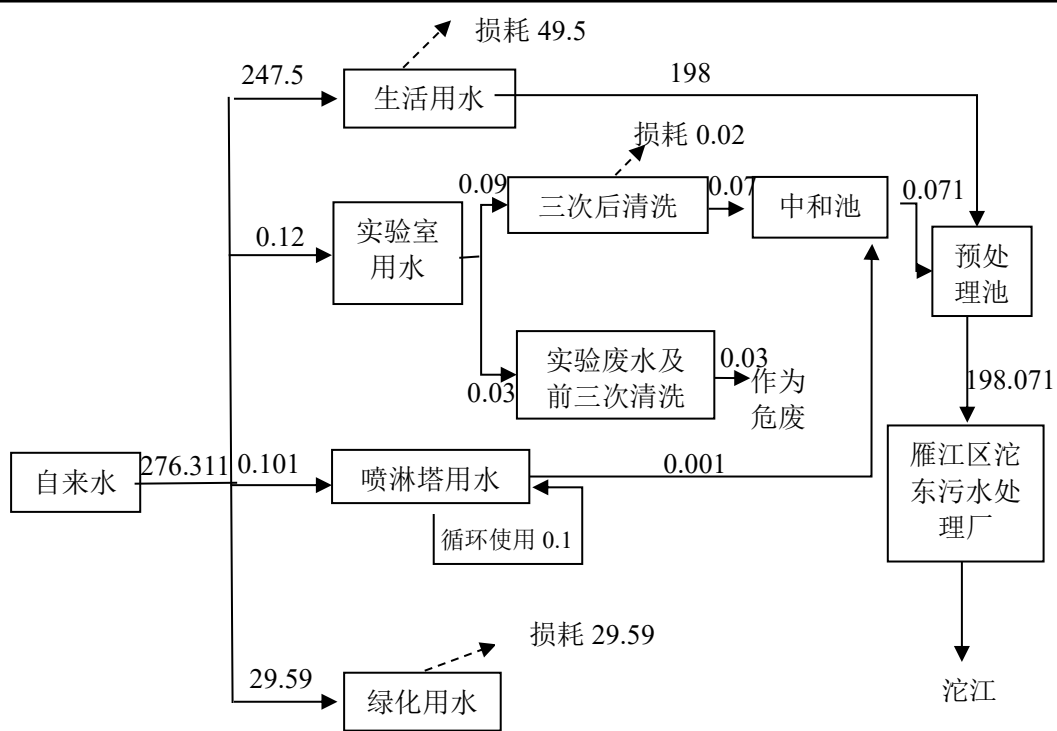 损耗 49.5
247.5
生活用水
198
损耗 0.02
0.09
三次后清洗
0.07
中和池
0.071
0.12
实验室
用水
预处
理池
0.03
实验废水及
前三次清洗
0.03
作为
危废
198.071
自来水
276.311
0.101
喷淋塔用水
0.001
循环使用 0.1
雁江区沱
东污水处
理厂
损耗 29.59
29.59
绿化用水
沱江